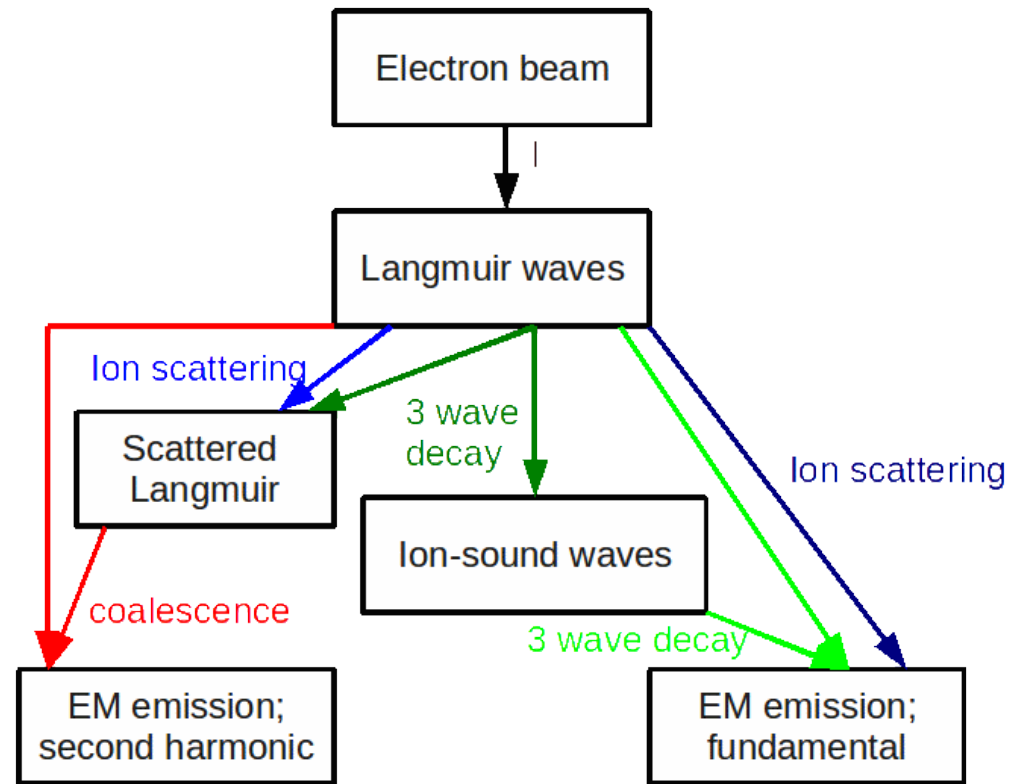 Electron beam
|
Langmuir waves
Ion scattering
3 wave
decay
Scattered
Langmuir
Ion scattering
Ion-sound waves
coalescence
3 wave decay
EM emission;
second harmonic
EM emission;
fundamental